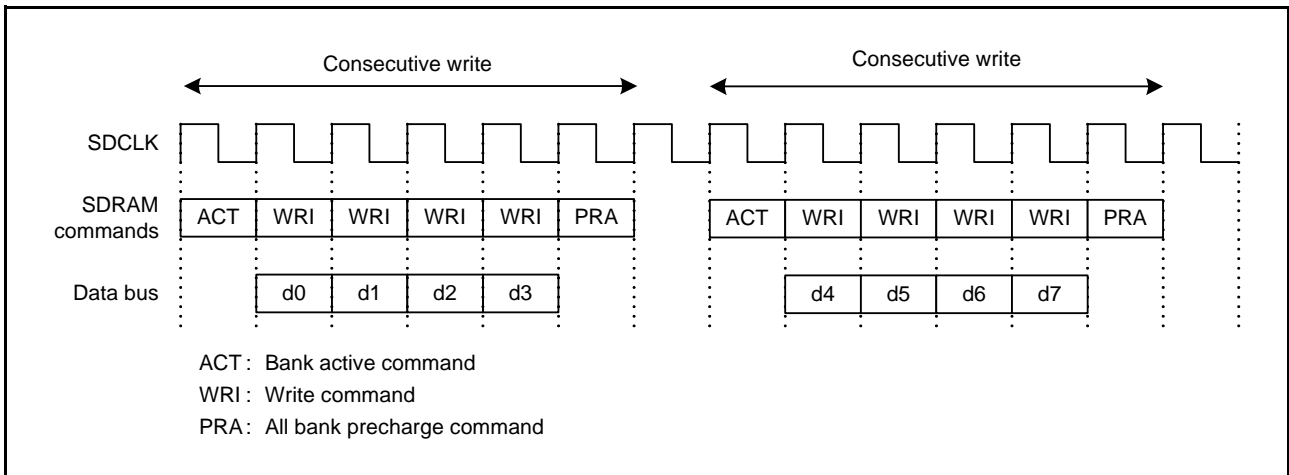 Consecutive write Consecutive write
SDCLK
SDRAM
commands ACT WRI WRI WRI WRI PRA ACT WRI WRI WRI WRI PRA
Data bus d0 d1 d2 d3 d4 d5 d6 d7
ACT : Bank active command
WRI : Write command
PRA : All bank precharge command